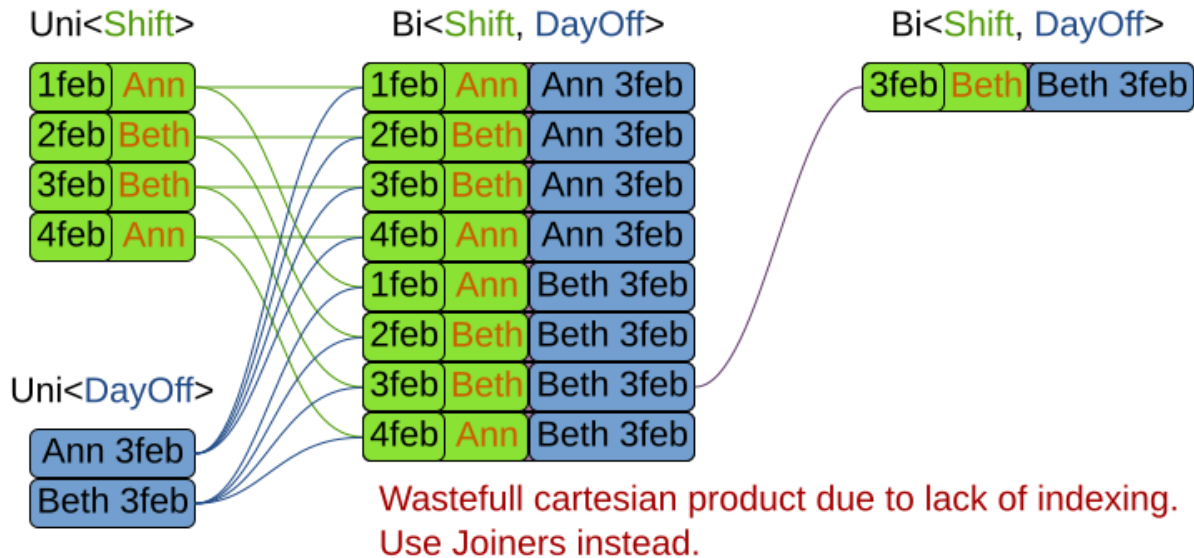 Uni<Shift>
Bi<Shift, DayOff>
Bi<Shift, DayOff>
1feb Ann
2feb Beth
3feb Beth
4feb Ann
Uni<DayOff>
Ann 3feb
Beth 3feb
1feb Ann Ann 3feb
2feb Beth Ann 3feb
3feb Beth Ann 3feb
4feb Ann Ann 3feb
1feb Ann Beth 3feb
2feb Beth Beth 3feb
3feb Beth Beth 3feb
4feb Ann Beth 3feb
3feb Beth Beth 3feb
Wastefull cartesian product due to lack of indexing.
Use Joiners instead.